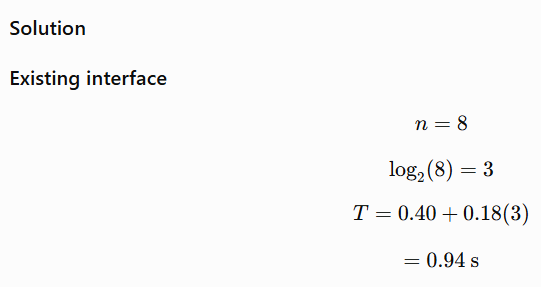 Solution
Existing interface
n = 8
log₂(8) = 3
T = 0.40 + 0.18(3)
= 0.94 s